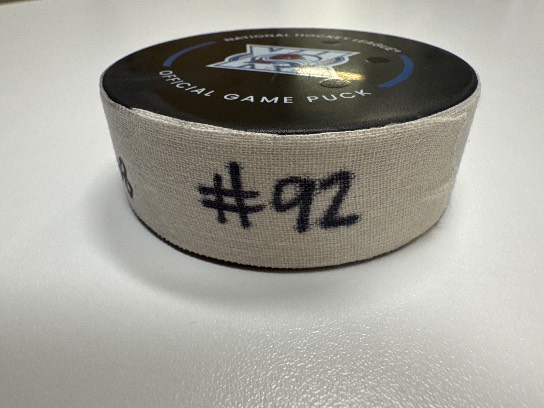 NATIONAL HOCKEY LEAGUE
OFFICIAL GAME PUCK
#92